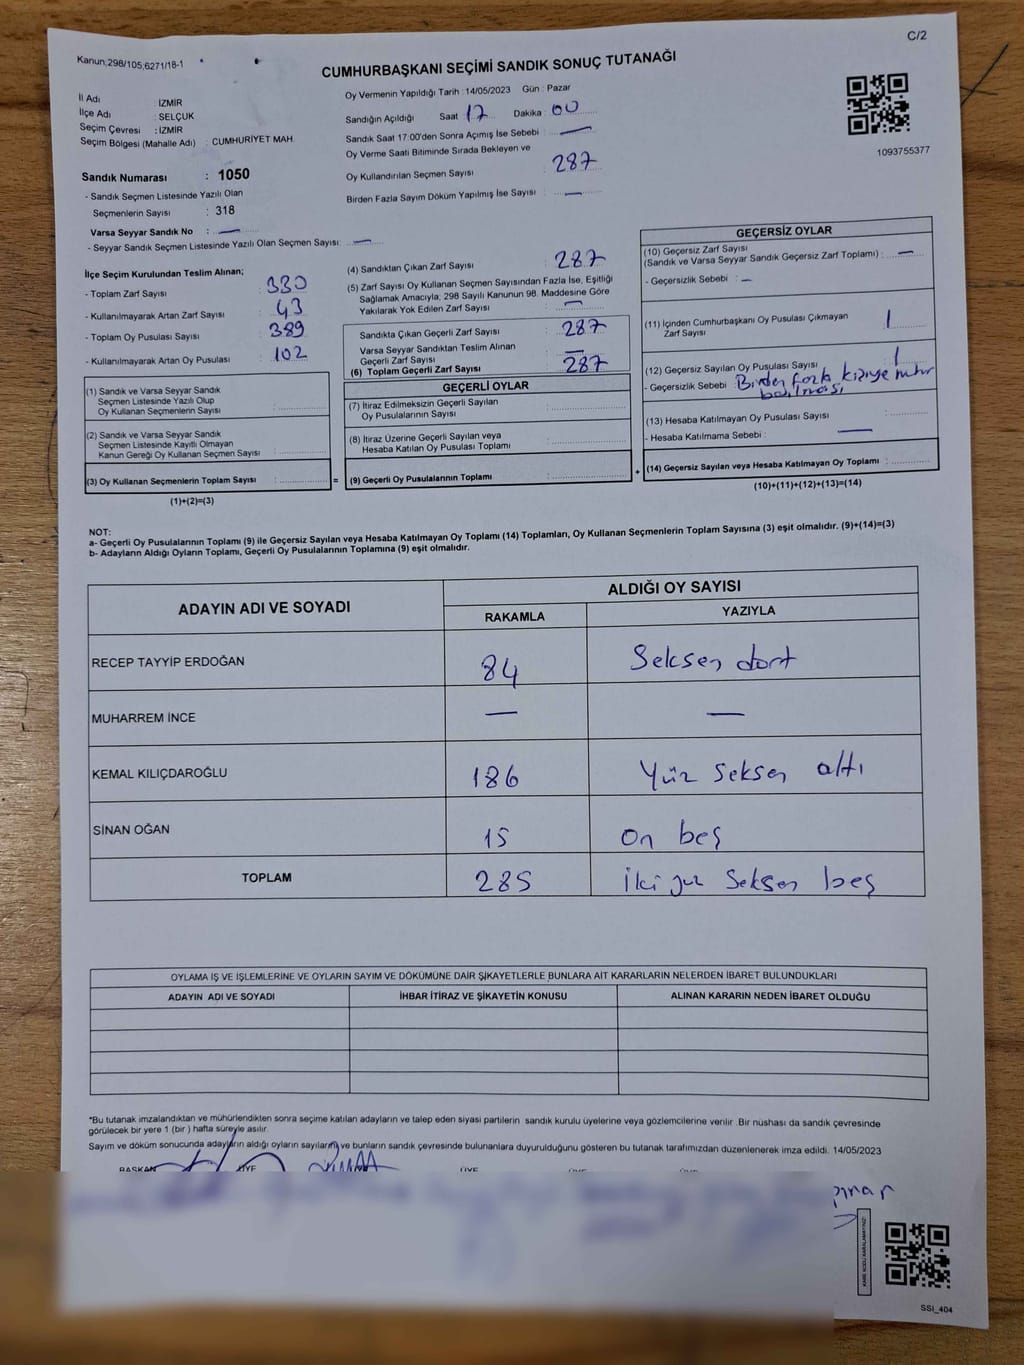 C/2
Kanun;298/105;6271/18-1
CUMHURBAŞKANI SEÇİMİ SANDIK SONUÇ TUTANAĞI
İl Adı : İZMİR
İlçe Adı : SELÇUK
Seçim Çevresi : İZMİR
Seçim Bölgesi (Mahalle Adı) : CUMHURİYET MAH.
Sandık Numarası : 1050
- Sandık Seçmen Listesinde Yazılı Olan
Seçmenlerin Sayısı : 318
Varsa Seyyar Sandık No : —
- Seyyar Sandık Seçmen Listesinde Yazılı Olan Seçmen Sayısı: —
Oy Vermenin Yapıldığı Tarih :14/05/2023 Gün : Pazar
Sandığın Açıldığı Saat : 17 Dakika : 00
Sandık Saat 17:00'den Sonra Açımış İse Sebebi : —
Oy Verme Saati Bitiminde Sırada Bekleyen ve
Oy Kullandırılan Seçmen Sayısı : 287
Birden Fazla Sayım Döküm Yapılmış İse Sayısı : —
1093755377
İlçe Seçim Kurulundan Teslim Alınan;
- Toplam Zarf Sayısı : 330
- Kullanılmayarak Artan Zarf Sayısı : 43
- Toplam Oy Pusulası Sayısı : 389
- Kullanılmayarak Artan Oy Pusulası : 102
(1) Sandık ve Varsa Seyyar Sandık
Seçmen Listesinde Yazılı Olup
Oy Kullanan Seçmenlerin Sayısı :
(2) Sandık ve Varsa Seyyar Sandık
Seçmen Listesinde Kayıtlı Olmayan
Kanun Gereği Oy Kullanan Seçmen Sayısı :
(3) Oy Kullanan Seçmenlerin Toplam Sayısı :
(1)+(2)=(3)
=
(4) Sandıktan Çıkan Zarf Sayısı : 287
(5) Zarf Sayısı Oy Kullanan Seçmen Sayısından Fazla İse, Eşitliği
Sağlamak Amacıyla; 298 Sayılı Kanunun 98. Maddesine Göre
Yakılarak Yok Edilen Zarf Sayısı : —
Sandıkta Çıkan Geçerli Zarf Sayısı : 287
Varsa Seyyar Sandıktan Teslim Alınan
Geçerli Zarf Sayısı : —
(6) Toplam Geçerli Zarf Sayısı : 287
GEÇERLİ OYLAR
(7) İtiraz Edilmeksizin Geçerli Sayılan
Oy Pusulalarının Sayısı :
(8) İtiraz Üzerine Geçerli Sayılan veya
Hesaba Katılan Oy Pusulası Toplamı :
(9) Geçerli Oy Pusulalarının Toplamı :
+
GEÇERSİZ OYLAR
(10) Geçersiz Zarf Sayısı
(Sandık ve Varsa Seyyar Sandık Geçersiz Zarf Toplamı) : —
- Geçersizlik Sebebi : —
(11) İçinden Cumhurbaşkanı Oy Pusulası Çıkmayan
Zarf Sayısı : 1
(12) Geçersiz Sayılan Oy Pusulası Sayısı : 1
- Geçersizlik Sebebi : Birden fazla kişiye mühür
basılması
(13) Hesaba Katılmayan Oy Pusulası Sayısı :
- Hesaba Katılmama Sebebi : —
(14) Geçersiz Sayılan veya Hesaba Katılmayan Oy Toplamı :
(10)+(11)+(12)+(13)=(14)
NOT:
a- Geçerli Oy Pusulalarının Toplamı (9) ile Geçersiz Sayılan veya Hesaba Katılmayan Oy Toplamı (14) Toplamları, Oy Kullanan Seçmenlerin Toplam Sayısına (3) eşit olmalıdır. (9)+(14)=(3)
b- Adayların Aldığı Oyların Toplamı, Geçerli Oy Pusulalarının Toplamına (9) eşit olmalıdır.
ADAYIN ADI VE SOYADI
ALDIĞI OY SAYISI
RAKAMLA YAZIYLA
RECEP TAYYİP ERDOĞAN 84 Seksen dört
MUHARREM İNCE — —
KEMAL KILIÇDAROĞLU 186 Yüz seksen altı
SİNAN OĞAN 15 On beş
TOPLAM 285 İki yüz seksen beş
OYLAMA İŞ VE İŞLEMLERİNE VE OYLARIN SAYIM VE DÖKÜMÜNE DAİR ŞİKAYETLERLE BUNLARA AİT KARARLARIN NELERDEN İBARET BULUNDUKLARI
ADAYIN ADI VE SOYADI İHBAR İTİRAZ VE ŞİKAYETİN KONUSU ALINAN KARARIN NEDEN İBARET OLDUĞU
*Bu tutanak imzalandıktan ve mühürlendikten sonra seçime katılan adayların ve talep eden siyasi partilerin sandık kurulu üyelerine veya gözlemcilerine verilir. Bir nüshası da sandık çevresinde
görülecek bir yere 1 (bir ) hafta süreyle asılır.
Sayım ve döküm sonucunda adayların aldığı oyların sayılarını ve bunların sandık çevresinde bulunanlara duyurulduğunu gösteren bu tutanak tarafımızdan düzenlenerek imza edildi. 14/05/2023
BAŞKAN ÜYE ÜYE ÜYE ÜYE
KARE KODU KARALAMAYINIZ!
SSI_404